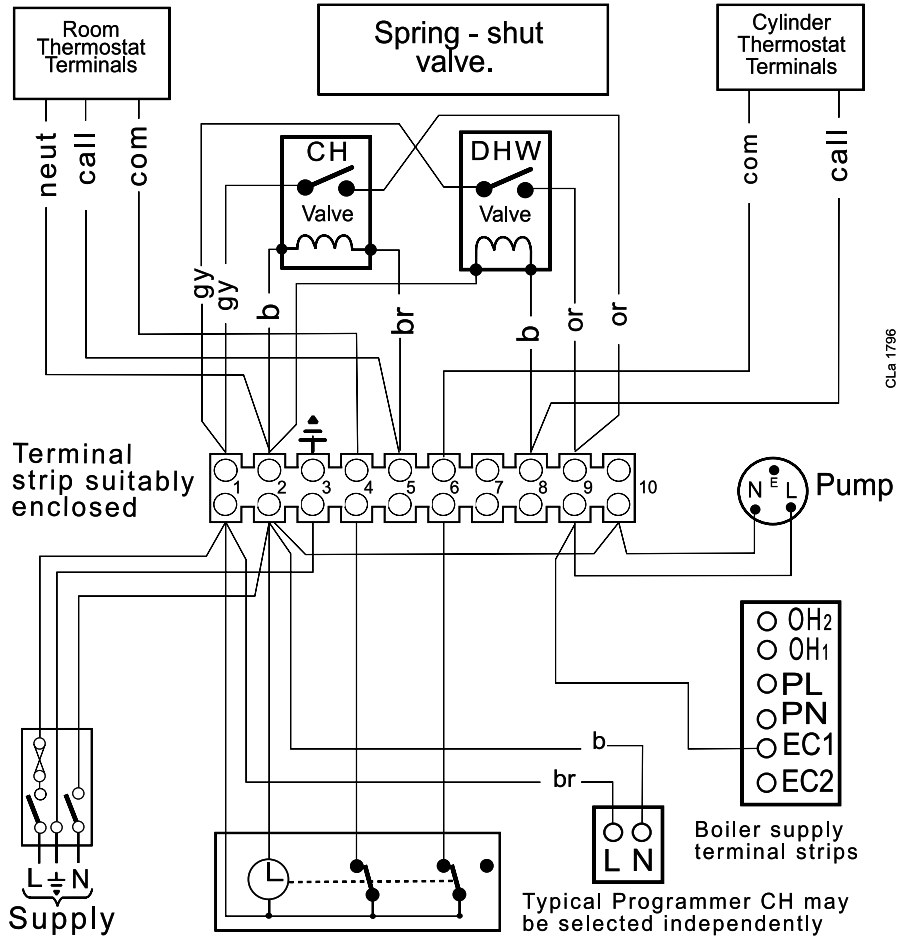 Room
Thermostat
Terminals
Spring - shut
valve.
Cylinder
Thermostat
Terminals
neut
call
com
CH
Valve
DHW
Valve
com
call
gy
gy
b
br
b
or
or
CLa 1796
Terminal
strip suitably
enclosed
1 2 3 4 5 6 7 8 9 10
N E L
Pump
OH2
OH1
PL
PN
EC1
EC2
Boiler supply
terminal strips
b
br
L N
L N
Supply
Typical Programmer CH may
be selected independently